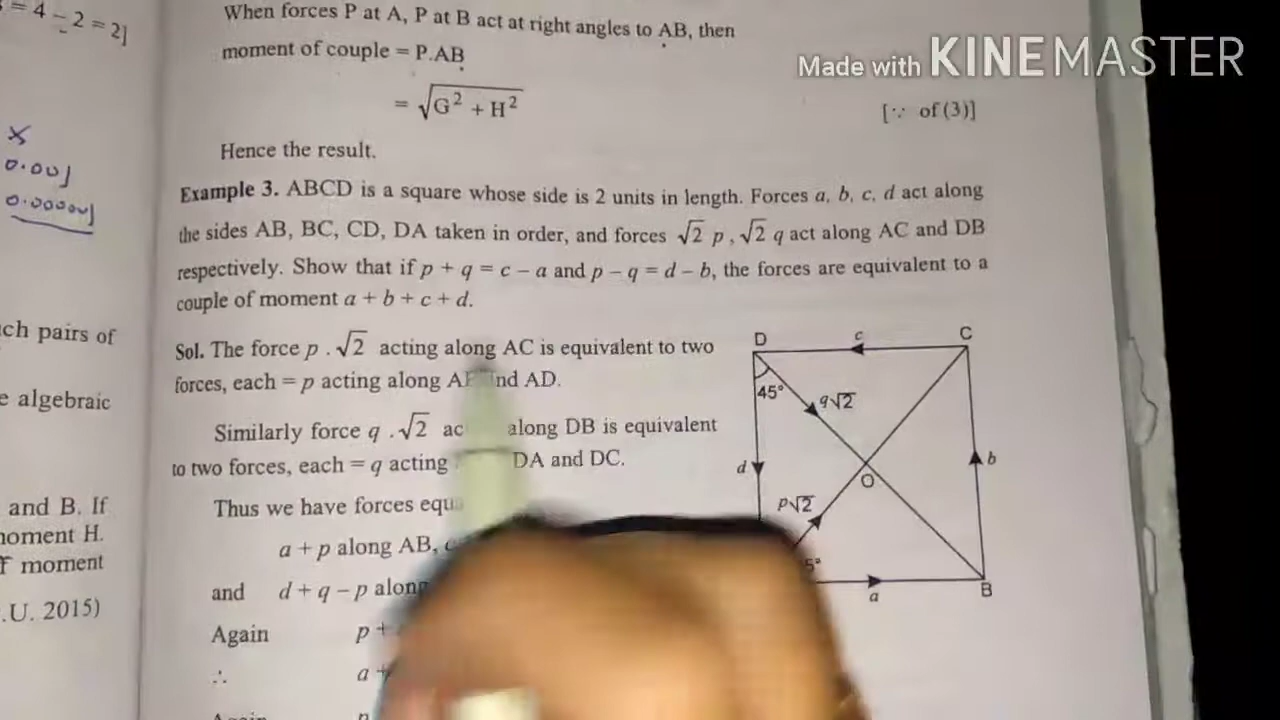 = 4 - 2 = 2]
0.00]
When forces P at A, P at B act at right angles to AB, then
moment of couple = P.AB
= √G² + H²
[∵ of (3)]
Hence the result.
Made with KINEMASTER
Example 3. ABCD is a square whose side is 2 units in length. Forces a, b, c, d act along
the sides AB, BC, CD, DA taken in order, and forces √2 p, √2 q act along AC and DB
respectively. Show that if p + q = c - a and p - q = d - b, the forces are equivalent to a
couple of moment a + b + c + d.
Sol. The force p . √2 acting along AC is equivalent to two
forces, each = p acting along and AD.
Similarly force q . √2 along DB is equivalent
to two forces, each = q acting DA and DC.
Thus we have forces
a + p along AB,
and d + q - p along
Again p +
∴ a +
Again p
D c C
45° q√2
d b
O
p√2
a B
ch pairs of
e algebraic
and B. If
moment H.
f moment
.U. 2015)